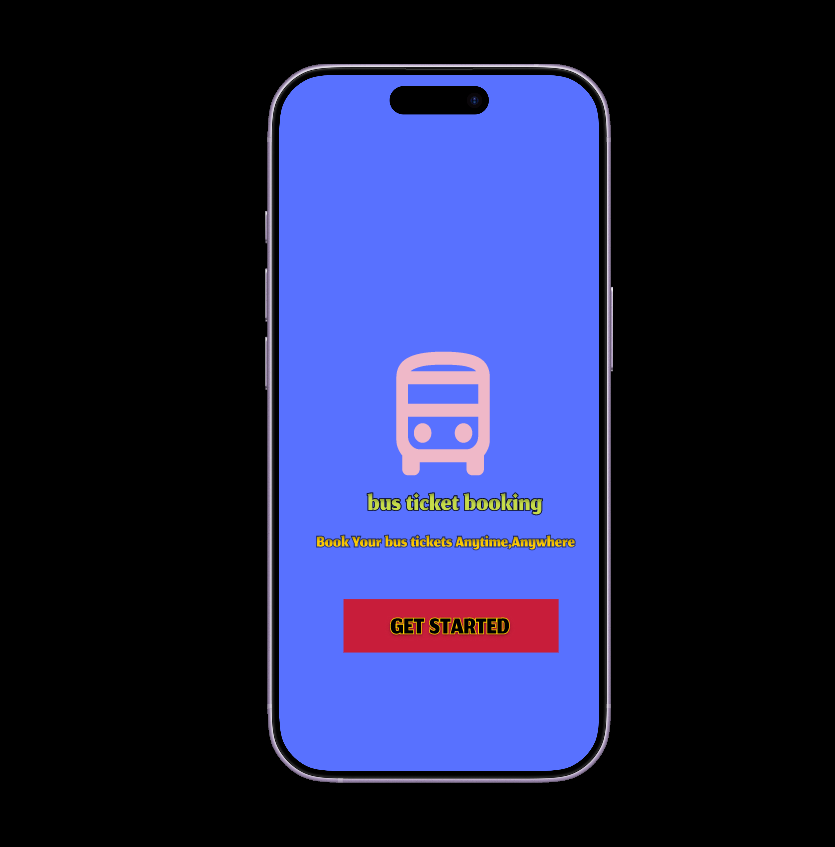 bus ticket booking
Book Your bus tickets Anytime,Anywhere
GET STARTED